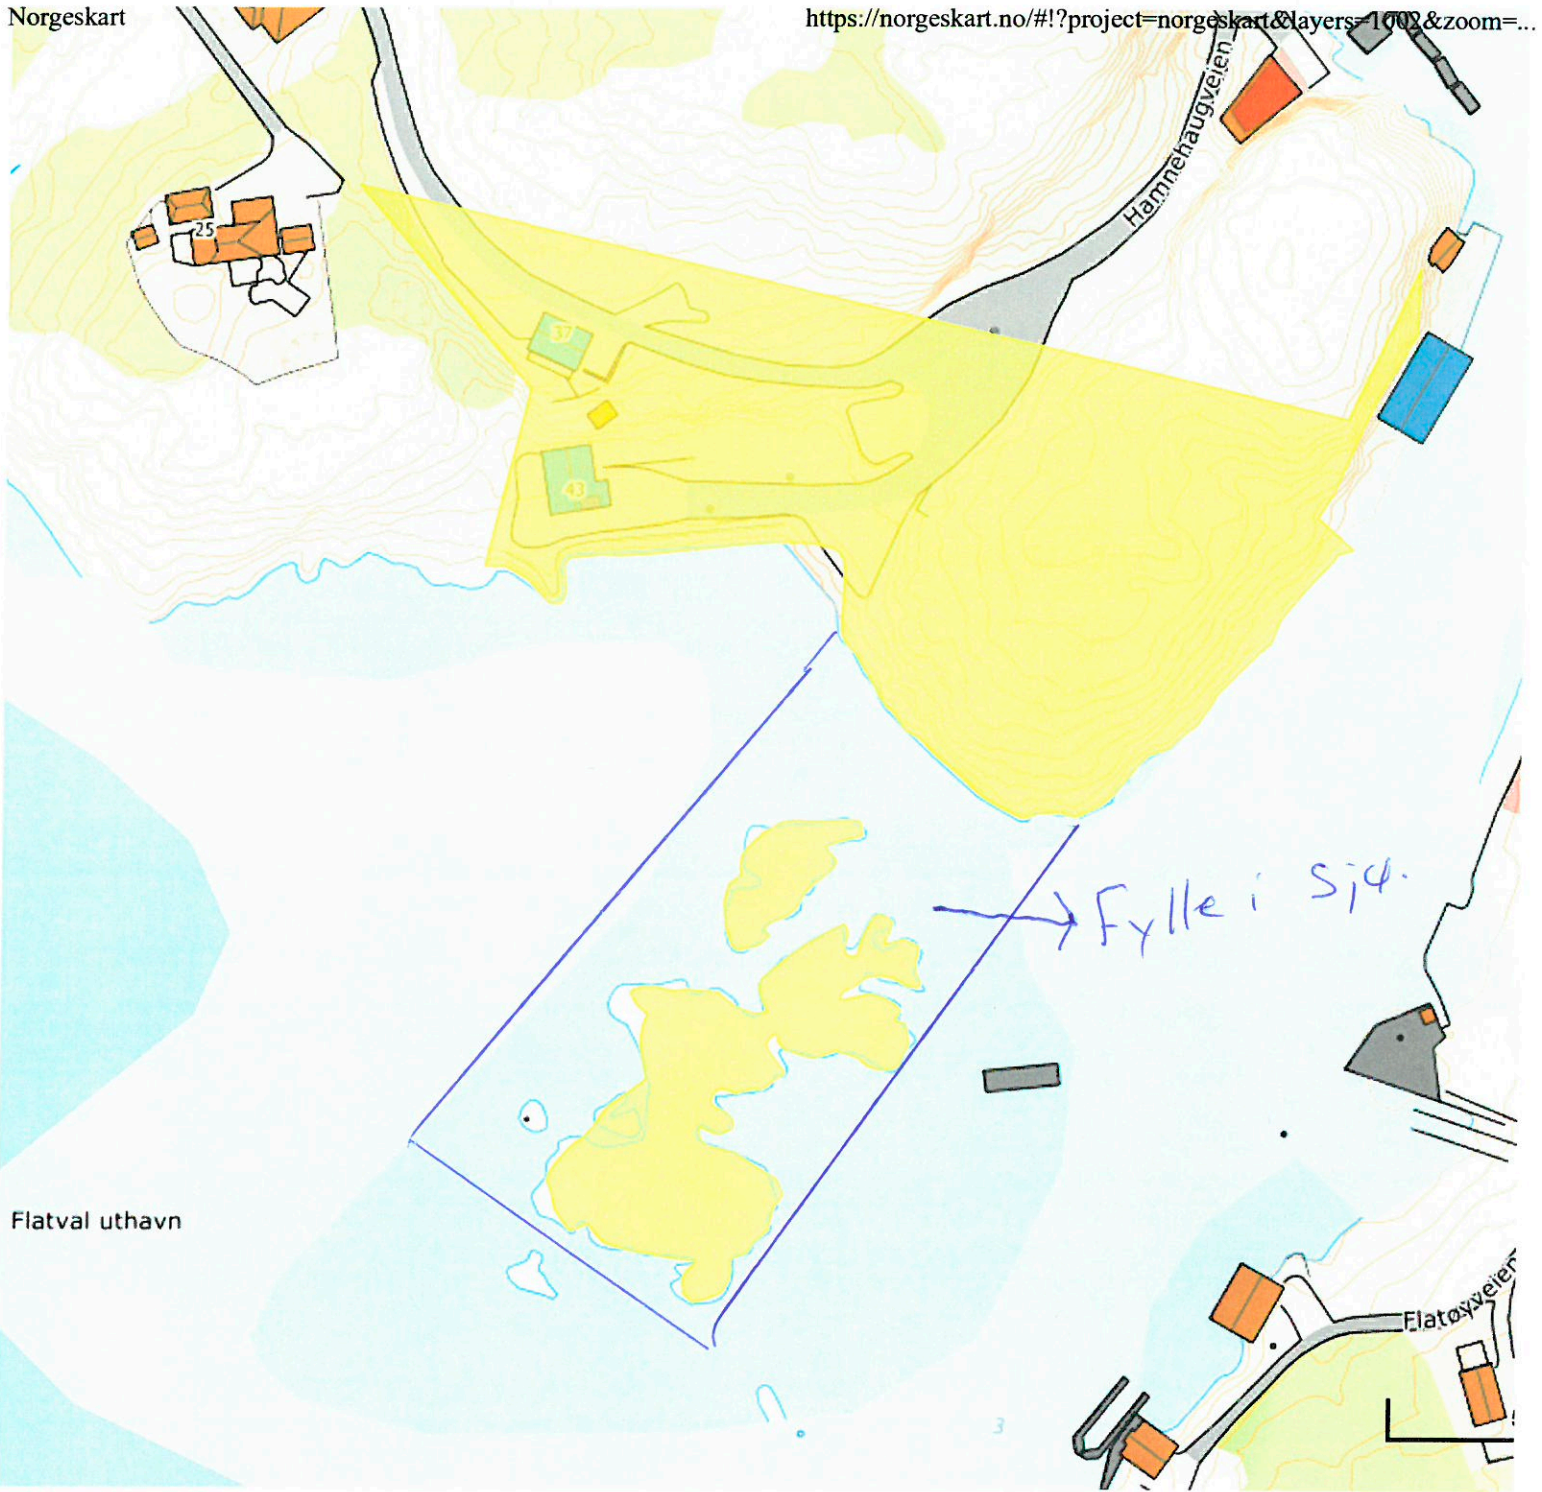 Norgeskart
https://norgeskart.no/#!?project=norgeskart&layers=1002&zoom=...
Hamnehaugveien
25
37
43
Fylle i Sjø.
Flatval uthavn
Flatøyveien
3